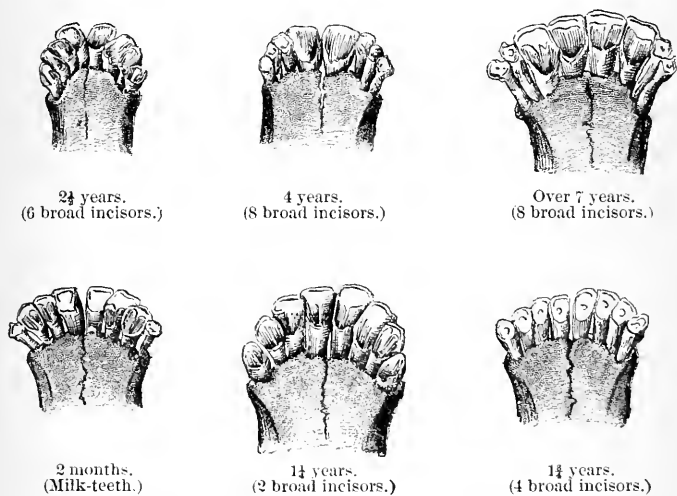 2½ years.
(6 broad incisors.)
4 years.
(8 broad incisors.)
Over 7 years.
(8 broad incisors.)
2 months.
(Milk-teeth.)
1¼ years.
(2 broad incisors.)
1¾ years.
(4 broad incisors.)